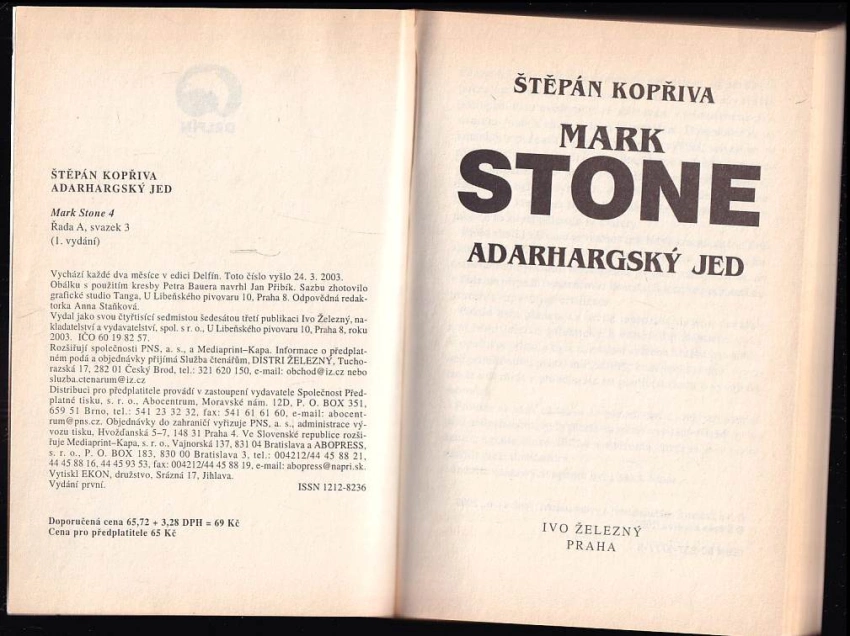 ŠTĚPÁN KOPŘIVA
ADARHARGSKÝ JED
Mark Stone 4
Řada A, svazek 3
(1. vydání)
Vychází každé dva měsíce v edici Delfín. Toto číslo vyšlo 24. 3. 2003.
Obálku s použitím kresby Petra Bauera navrhl Jan Přibík. Sazbu zhotovilo
grafické studio Tanga, U Libeňského pivovaru 10, Praha 8. Odpovědná redak-
torka Anna Staňková.
Vydal jako svou čtyřtisící sedmistou šedesátou třetí publikaci Ivo Železný, na-
kladatelství a vydavatelství, spol. s r. o., U Libeňského pivovaru 10, Praha 8, roku
2003. IČO 60 19 82 57.
Rozšiřují společnosti PNS, a. s., a Mediaprint–Kapa. Informace o předplat-
ném podá a objednávky přijímá Služba čtenářům, DISTRI ŽELEZNÝ, Tucho-
razská 17, 282 01 Český Brod, tel.: 321 620 150, e-mail: obchod@iz.cz nebo
sluzba.ctenarum@iz.cz
Distribuci pro předplatitele provádí v zastoupení vydavatele Společnost Před-
platné tisku, s. r. o., Abocentrum, Moravské nám. 12D, P. O. BOX 351,
659 51 Brno, tel.: 541 23 32 32, fax: 541 61 61 60, e-mail: abocent-
rum@pns.cz. Objednávky do zahraničí vyřizuje PNS, a. s., administrace vý-
vozu tisku, Hvožďanská 5–7, 148 31 Praha 4. Ve Slovenské republice rozši-
řuje Mediaprint–Kapa, s. r. o., Vajnorská 137, 831 04 Bratislava a ABOPRESS,
s. r. o., P. O. BOX 183, 830 00 Bratislava 3, tel.: 004212/44 45 88 21,
44 45 88 16, 44 45 93 53, fax: 004212/44 45 88 19, e-mail: abopress@napri.sk.
Vytiskl EKON, družstvo, Srázná 17, Jihlava.
Vydání první.
ISSN 1212-8236
Doporučená cena 65,72 + 3,28 DPH = 69 Kč
Cena pro předplatitele 65 Kč
ŠTĚPÁN KOPŘIVA
MARK
STONE
ADARHARGSKÝ JED
IVO ŽELEZNÝ
PRAHA